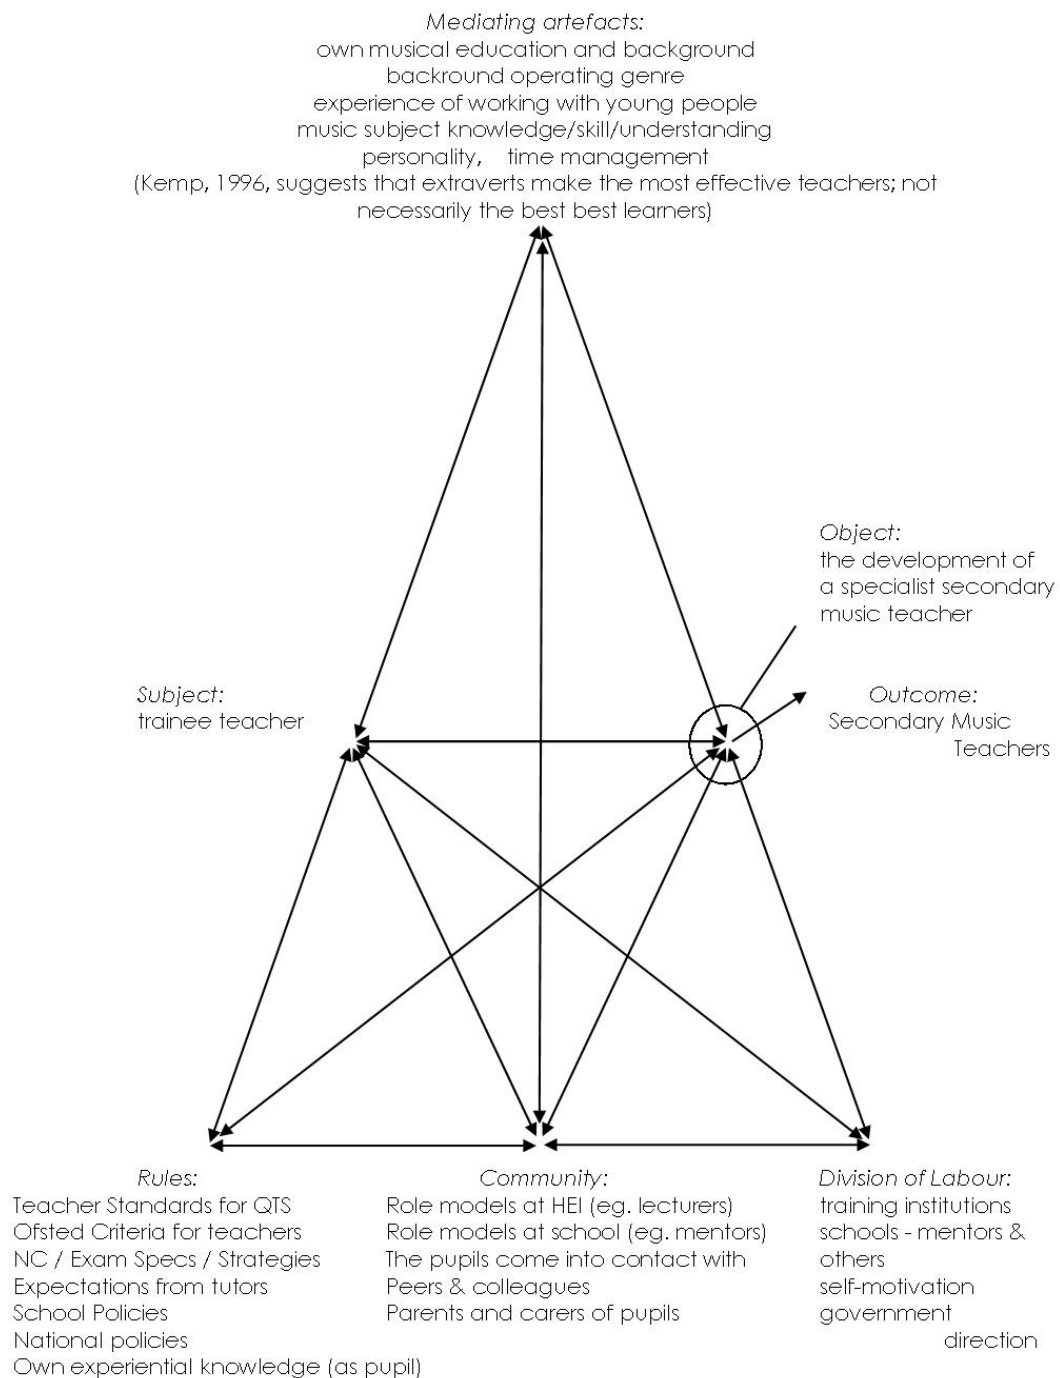 Mediating artefacts:
own musical education and background
backround operating genre
experience of working with young people
music subject knowledge/skill/understanding
personality, time management
(Kemp, 1996, suggests that extraverts make the most effective teachers; not
necessarily the best best learners)
Object:
the development of
a specialist secondary
music teacher
Subject:
trainee teacher
Outcome:
Secondary Music
Teachers
Rules:
Teacher Standards for QTS
Ofsted Criteria for teachers
NC / Exam Specs / Strategies
Expectations from tutors
School Policies
National policies
Own experiential knowledge (as pupil)
Community:
Role models at HEI (eg. lecturers)
Role models at school (eg. mentors)
The pupils come into contact with
Peers & colleagues
Parents and carers of pupils
Division of Labour:
training institutions
schools - mentors &
others
self-motivation
government
direction